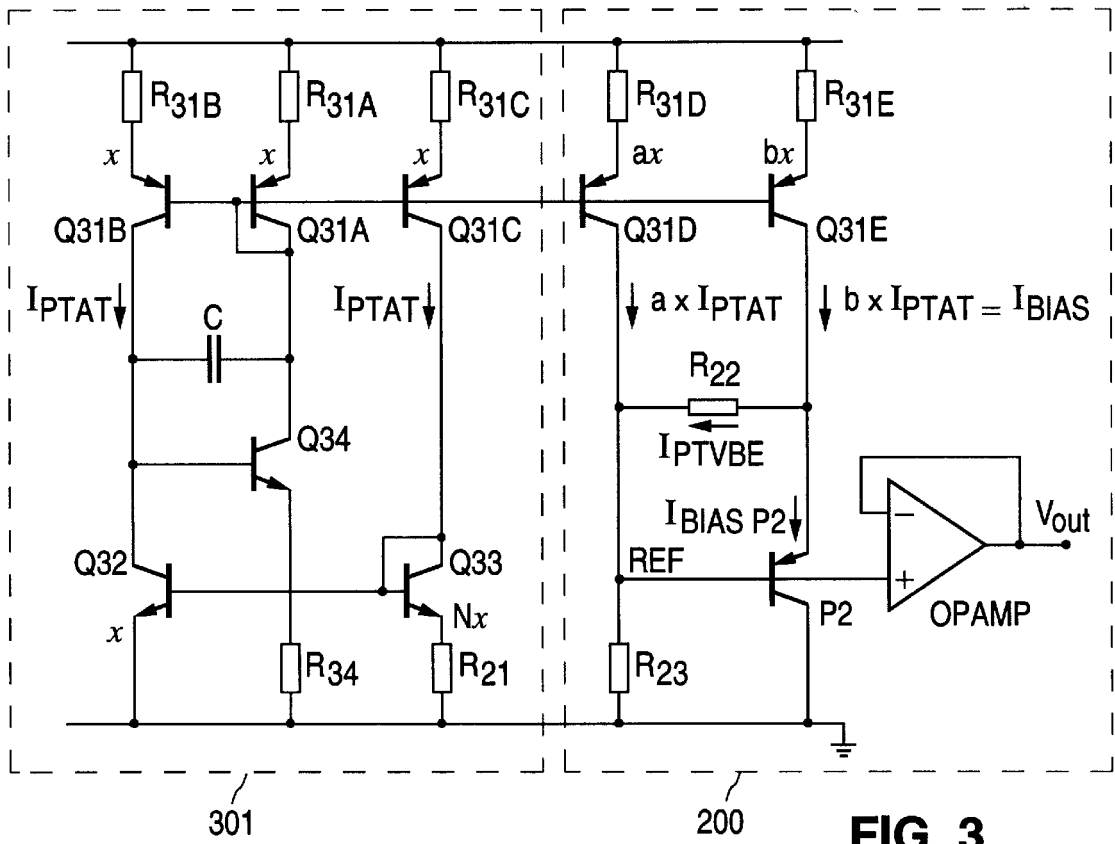 R31B R31A R31C R31D R31E
x x x ax bx
Q31B Q31A Q31C Q31D Q31E
IPTAT IPTAT a x IPTAT b x IPTAT = IBIAS
C
R22
IPTVBE
Q34
IBIAS P2
Vout
Q32 Q33 REF
− +
x Nx P2 OPAMP
R34 R21 R23
301 200
FIG. 3